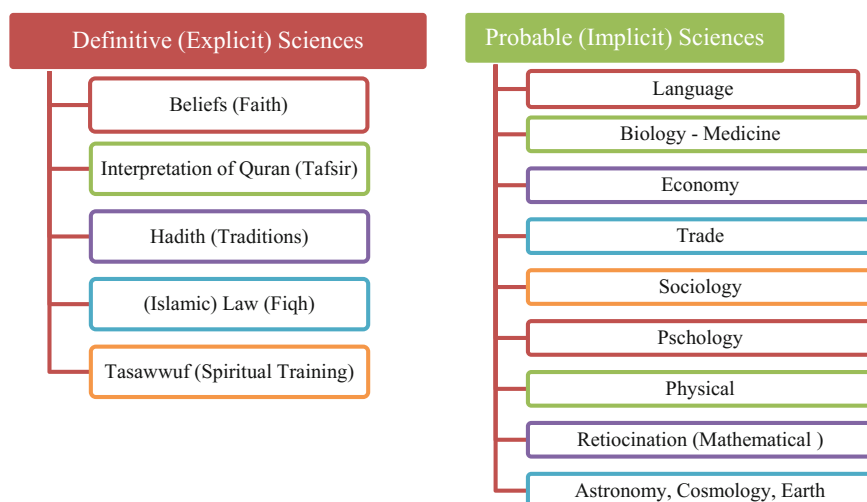 Definitive (Explicit) Sciences
Beliefs (Faith)
Interpretation of Quran (Tafsir)
Hadith (Traditions)
(Islamic) Law (Fiqh)
Tasawwuf (Spiritual Training)
Probable (Implicit) Sciences
Language
Biology - Medicine
Economy
Trade
Sociology
Pschology
Physical
Retiocination (Mathematical )
Astronomy, Cosmology, Earth